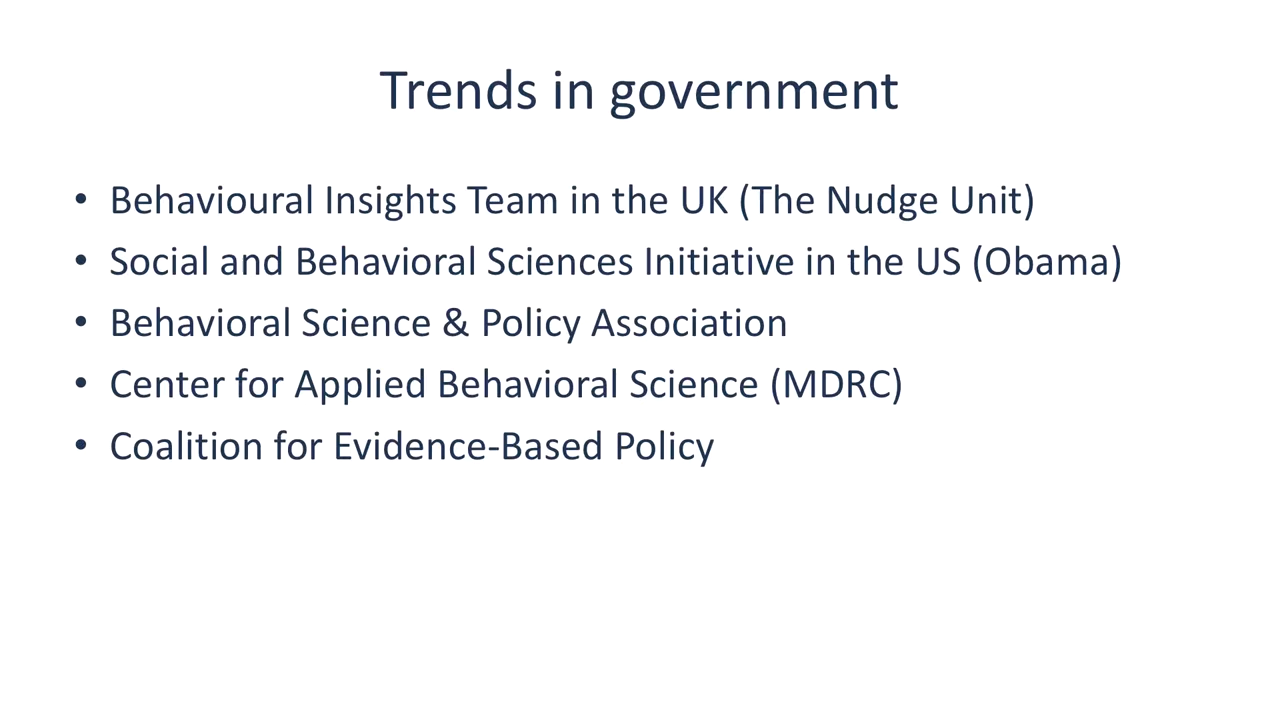 Trends in government
• Behavioural Insights Team in the UK (The Nudge Unit)
• Social and Behavioral Sciences Initiative in the US (Obama)
• Behavioral Science & Policy Association
• Center for Applied Behavioral Science (MDRC)
• Coalition for Evidence-Based Policy